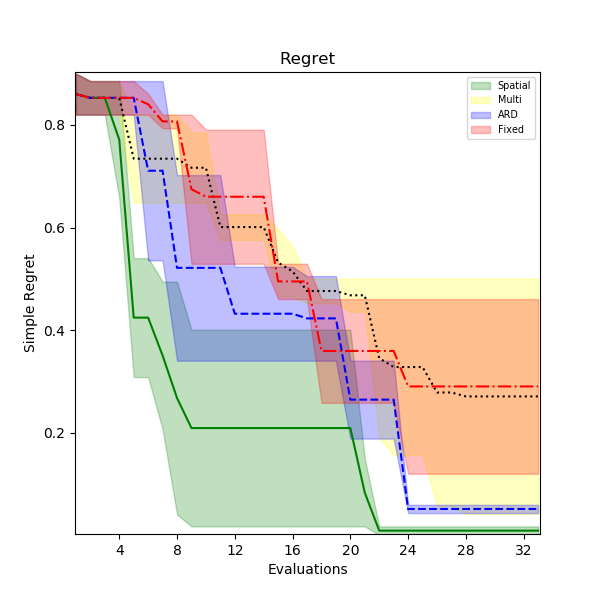 Regret
Spatial
Multi
ARD
Fixed
0.8
0.6
0.4
0.2
Simple Regret
4 8 12 16 20 24 28 32
Evaluations